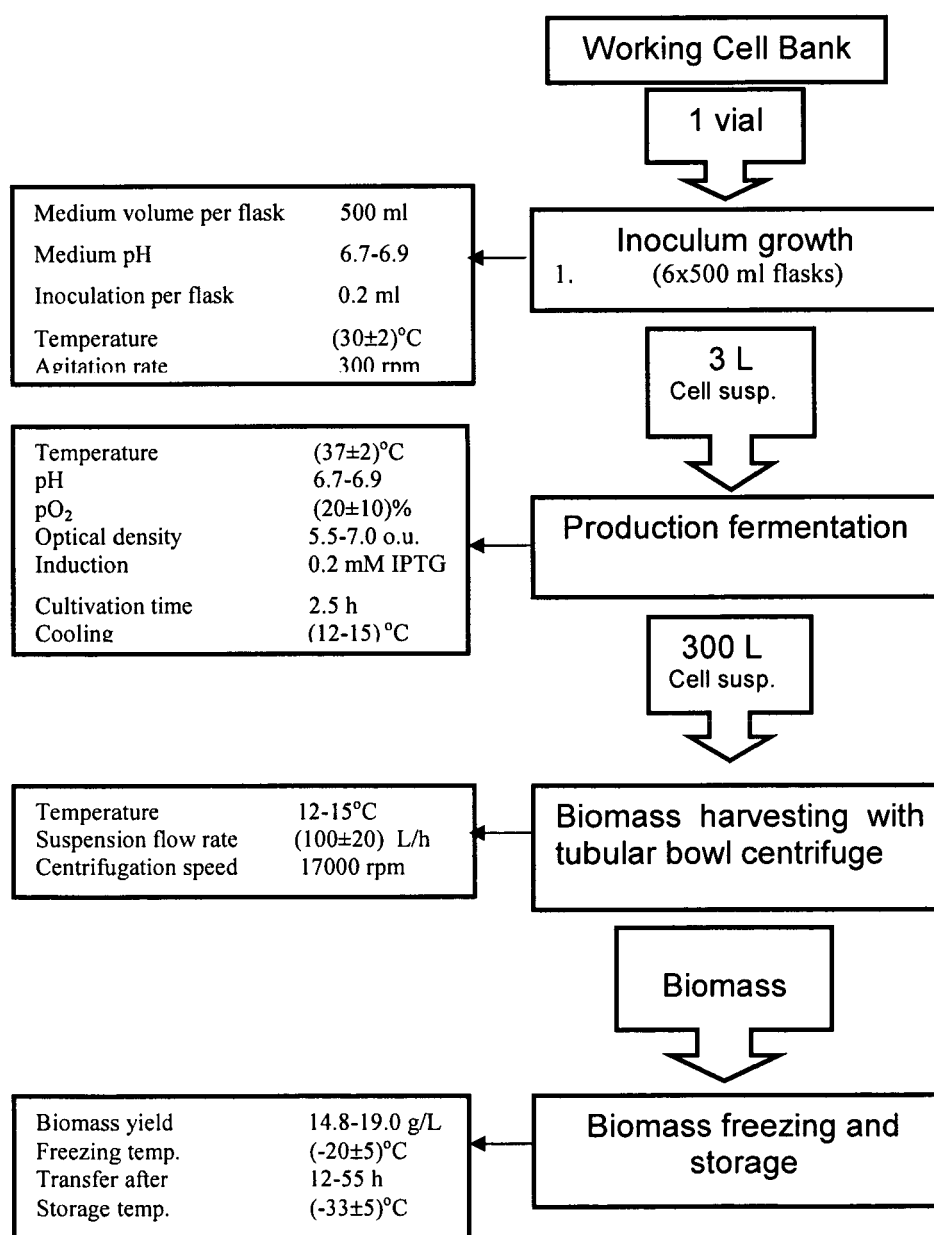 Working Cell Bank
1 vial
Inoculum growth
1. (6x500 ml flasks)
Medium volume per flask 500 ml
Medium pH 6.7-6.9
Inoculation per flask 0.2 ml
Temperature (30±2)°C
Agitation rate 300 rpm
3 L
Cell susp.
Production fermentation
Temperature (37±2)°C
pH 6.7-6.9
pO₂ (20±10)%
Optical density 5.5-7.0 o.u.
Induction 0.2 mM IPTG
Cultivation time 2.5 h
Cooling (12-15)°C
300 L
Cell susp.
Biomass harvesting with
tubular bowl centrifuge
Temperature 12-15°C
Suspension flow rate (100±20) L/h
Centrifugation speed 17000 rpm
Biomass
Biomass freezing and
storage
Biomass yield 14.8-19.0 g/L
Freezing temp. (-20±5)°C
Transfer after 12-55 h
Storage temp. (-33±5)°C